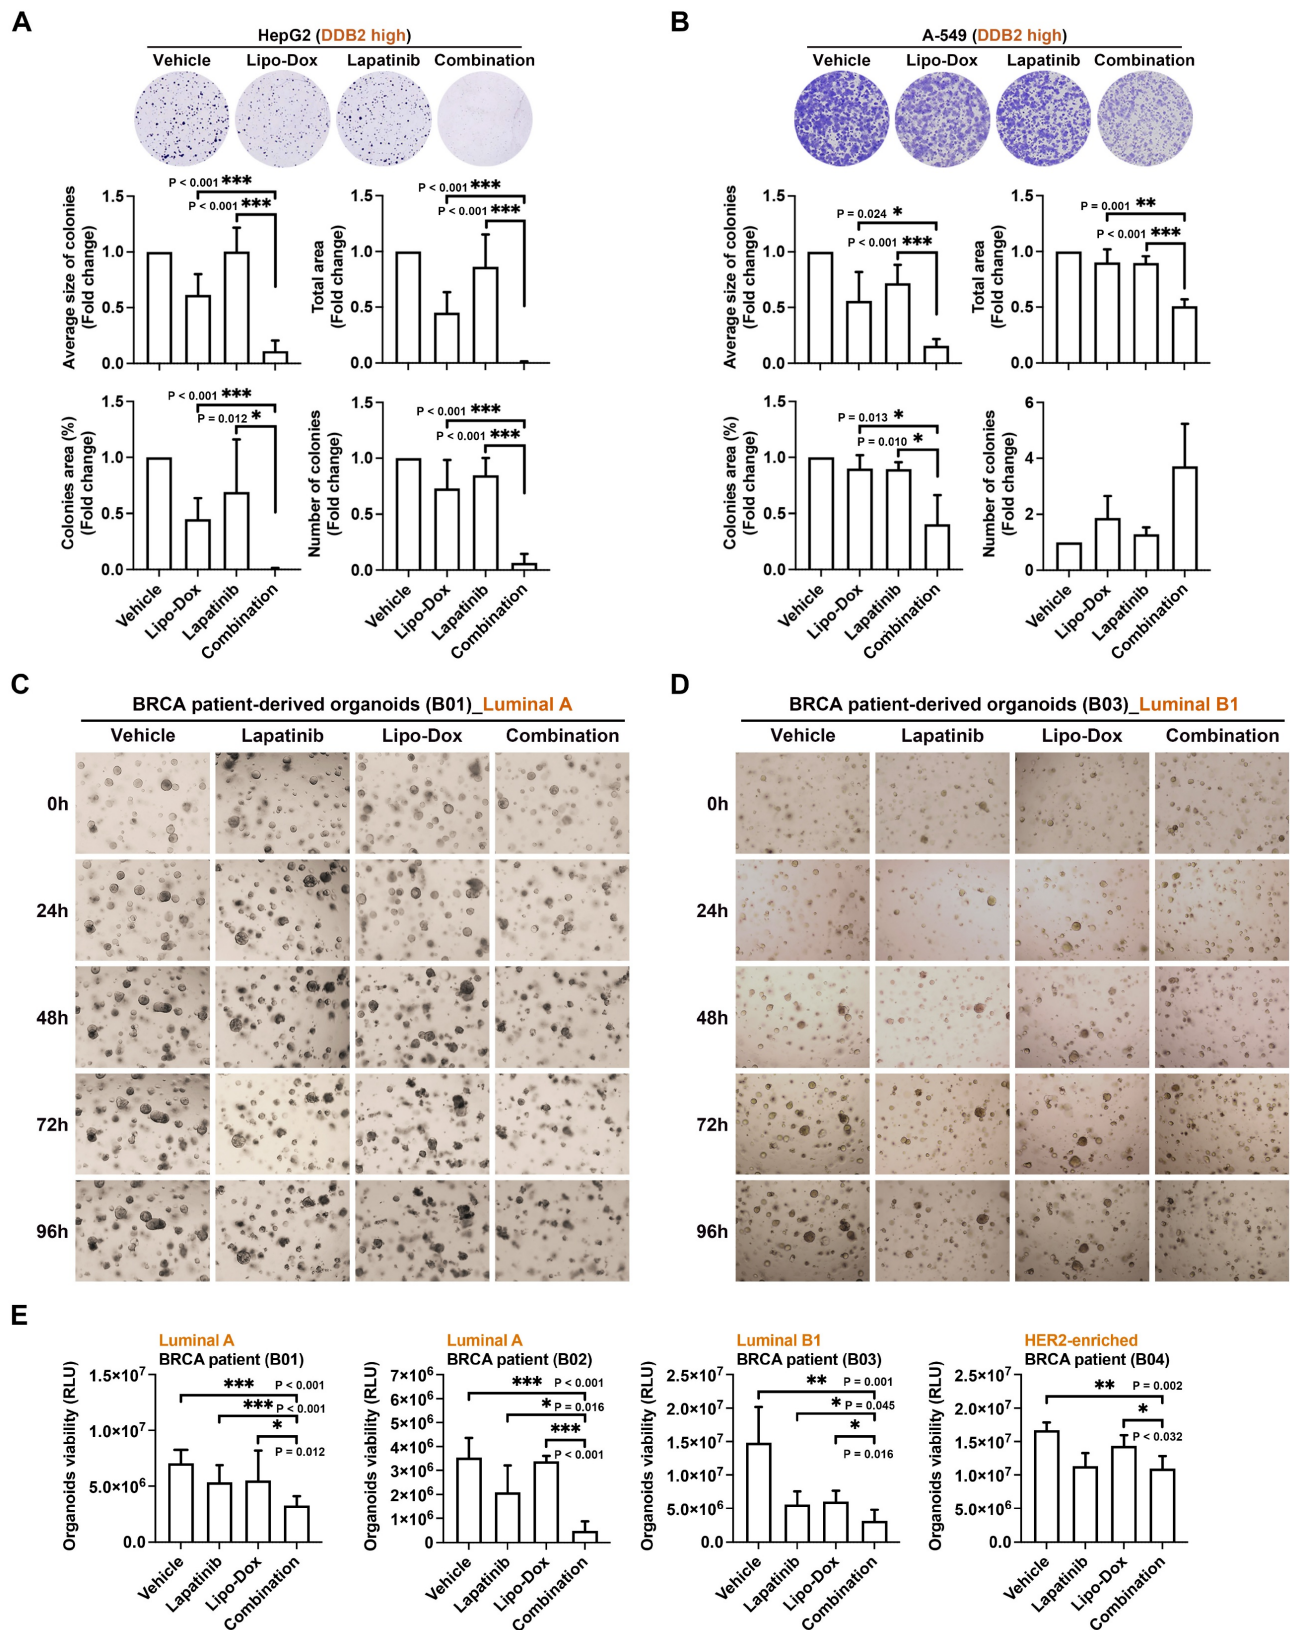 A
HepG2 (DDB2 high)
Vehicle Lipo-Dox Lapatinib Combination
Average size of colonies
(Fold change)
1.5
1.0
0.5
0.0
P < 0.001 ***
P < 0.001 ***
Total area
(Fold change)
1.5
1.0
0.5
0.0
P < 0.001 ***
P < 0.001 ***
Colonies area (%)
(Fold change)
1.5
1.0
0.5
0.0
P < 0.001 ***
P = 0.012 *
Vehicle
Lipo-Dox
Lapatinib
Combination
Number of colonies
(Fold change)
1.5
1.0
0.5
0.0
P < 0.001 ***
P < 0.001 ***
Vehicle
Lipo-Dox
Lapatinib
Combination
B
A-549 (DDB2 high)
Vehicle Lipo-Dox Lapatinib Combination
Average size of colonies
(Fold change)
1.5
1.0
0.5
0.0
P = 0.024 *
P < 0.001 ***
Total area
(Fold change)
1.5
1.0
0.5
0.0
P = 0.001 **
P < 0.001 ***
Colonies area (%)
(Fold change)
1.5
1.0
0.5
0.0
P = 0.013 *
P = 0.010 *
Vehicle
Lipo-Dox
Lapatinib
Combination
Number of colonies
(Fold change)
6
4
2
0
Vehicle
Lipo-Dox
Lapatinib
Combination
C
BRCA patient-derived organoids (B01)_Luminal A
Vehicle Lapatinib Lipo-Dox Combination
0h
24h
48h
72h
96h
D
BRCA patient-derived organoids (B03)_Luminal B1
Vehicle Lapatinib Lipo-Dox Combination
0h
24h
48h
72h
96h
E
Luminal A
BRCA patient (B01)
Organoids viability (RLU)
1.5×10⁷
1.0×10⁷
5.0×10⁶
0.0
*** P < 0.001
*** P < 0.001
*
P = 0.012
Vehicle
Lapatinib
Lipo-Dox
Combination
Luminal A
BRCA patient (B02)
Organoids viability (RLU)
7×10⁶
6×10⁶
5×10⁶
4×10⁶
3×10⁶
2×10⁶
1×10⁶
0
*** P < 0.001
* P = 0.016
***
P < 0.001
Vehicle
Lapatinib
Lipo-Dox
Combination
Luminal B1
BRCA patient (B03)
Organoids viability (RLU)
2.5×10⁷
2.0×10⁷
1.5×10⁷
1.0×10⁷
5.0×10⁶
0.0
** P = 0.001
* P = 0.045
*
P = 0.016
Vehicle
Lapatinib
Lipo-Dox
Combination
HER2-enriched
BRCA patient (B04)
Organoids viability (RLU)
2.5×10⁷
2.0×10⁷
1.5×10⁷
1.0×10⁷
5.0×10⁶
0.0
** P = 0.002
*
P < 0.032
Vehicle
Lapatinib
Lipo-Dox
Combination